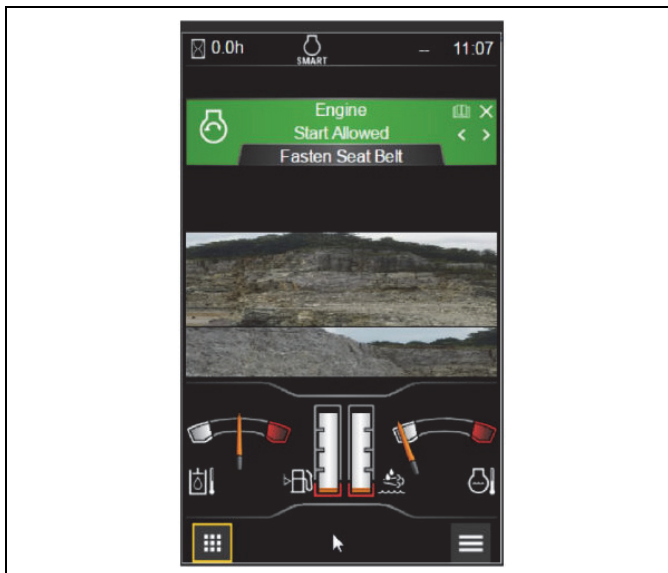 0.0h
SMART
--
11:07
Engine
Start Allowed
Fasten Seat Belt